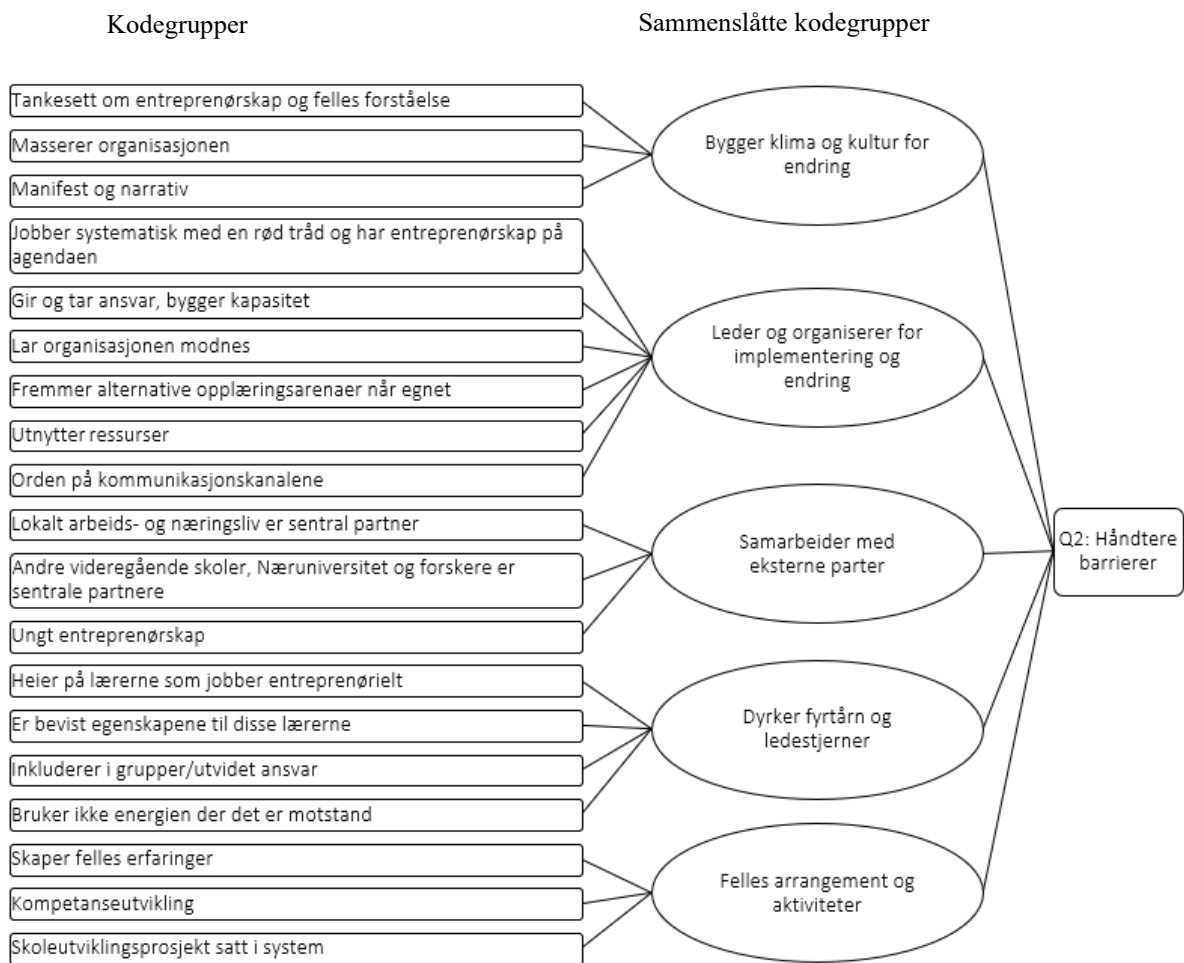 Kodegrupper
Sammenslåtte kodegrupper
Tankesett om entreprenørskap og felles forståelse
Masserer organisasjonen
Manifest og narrativ
Jobber systematisk med en rød tråd og har entreprenørskap på
agendaen
Gir og tar ansvar, bygger kapasitet
Lar organisasjonen modnes
Fremmer alternative opplæringsarenaer når egnet
Utnytter ressurser
Orden på kommunikasjonskanalene
Lokalt arbeids- og næringsliv er sentral partner
Andre videregående skoler, Næruniversitet og forskere er
sentrale partnere
Ungt entreprenørskap
Heier på lærerne som jobber entreprenørielt
Er bevist egenskapene til disse lærerne
Inkluderer i grupper/utvidet ansvar
Bruker ikke energien der det er motstand
Skaper felles erfaringer
Kompetanseutvikling
Skoleutviklingsprosjekt satt i system
Bygger klima og kultur for
endring
Leder og organiserer for
implementering og
endring
Samarbeider med
eksterne parter
Dyrker fyrtårn og
ledestjerner
Felles arrangement og
aktiviteter
Q2: Håndtere
barrierer